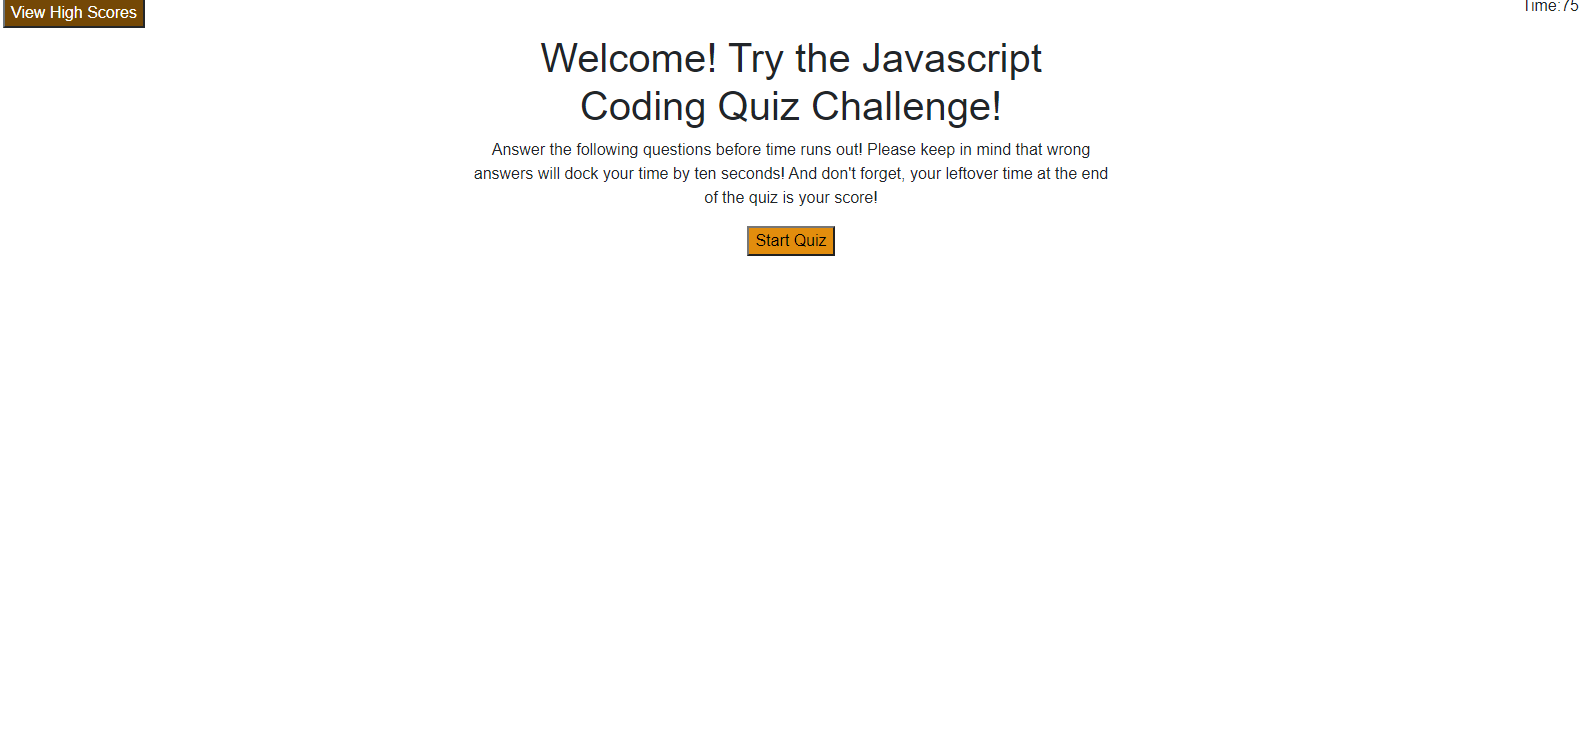 View High Scores
Time:75
Welcome! Try the Javascript
Coding Quiz Challenge!
Answer the following questions before time runs out! Please keep in mind that wrong
answers will dock your time by ten seconds! And don't forget, your leftover time at the end
of the quiz is your score!
Start Quiz